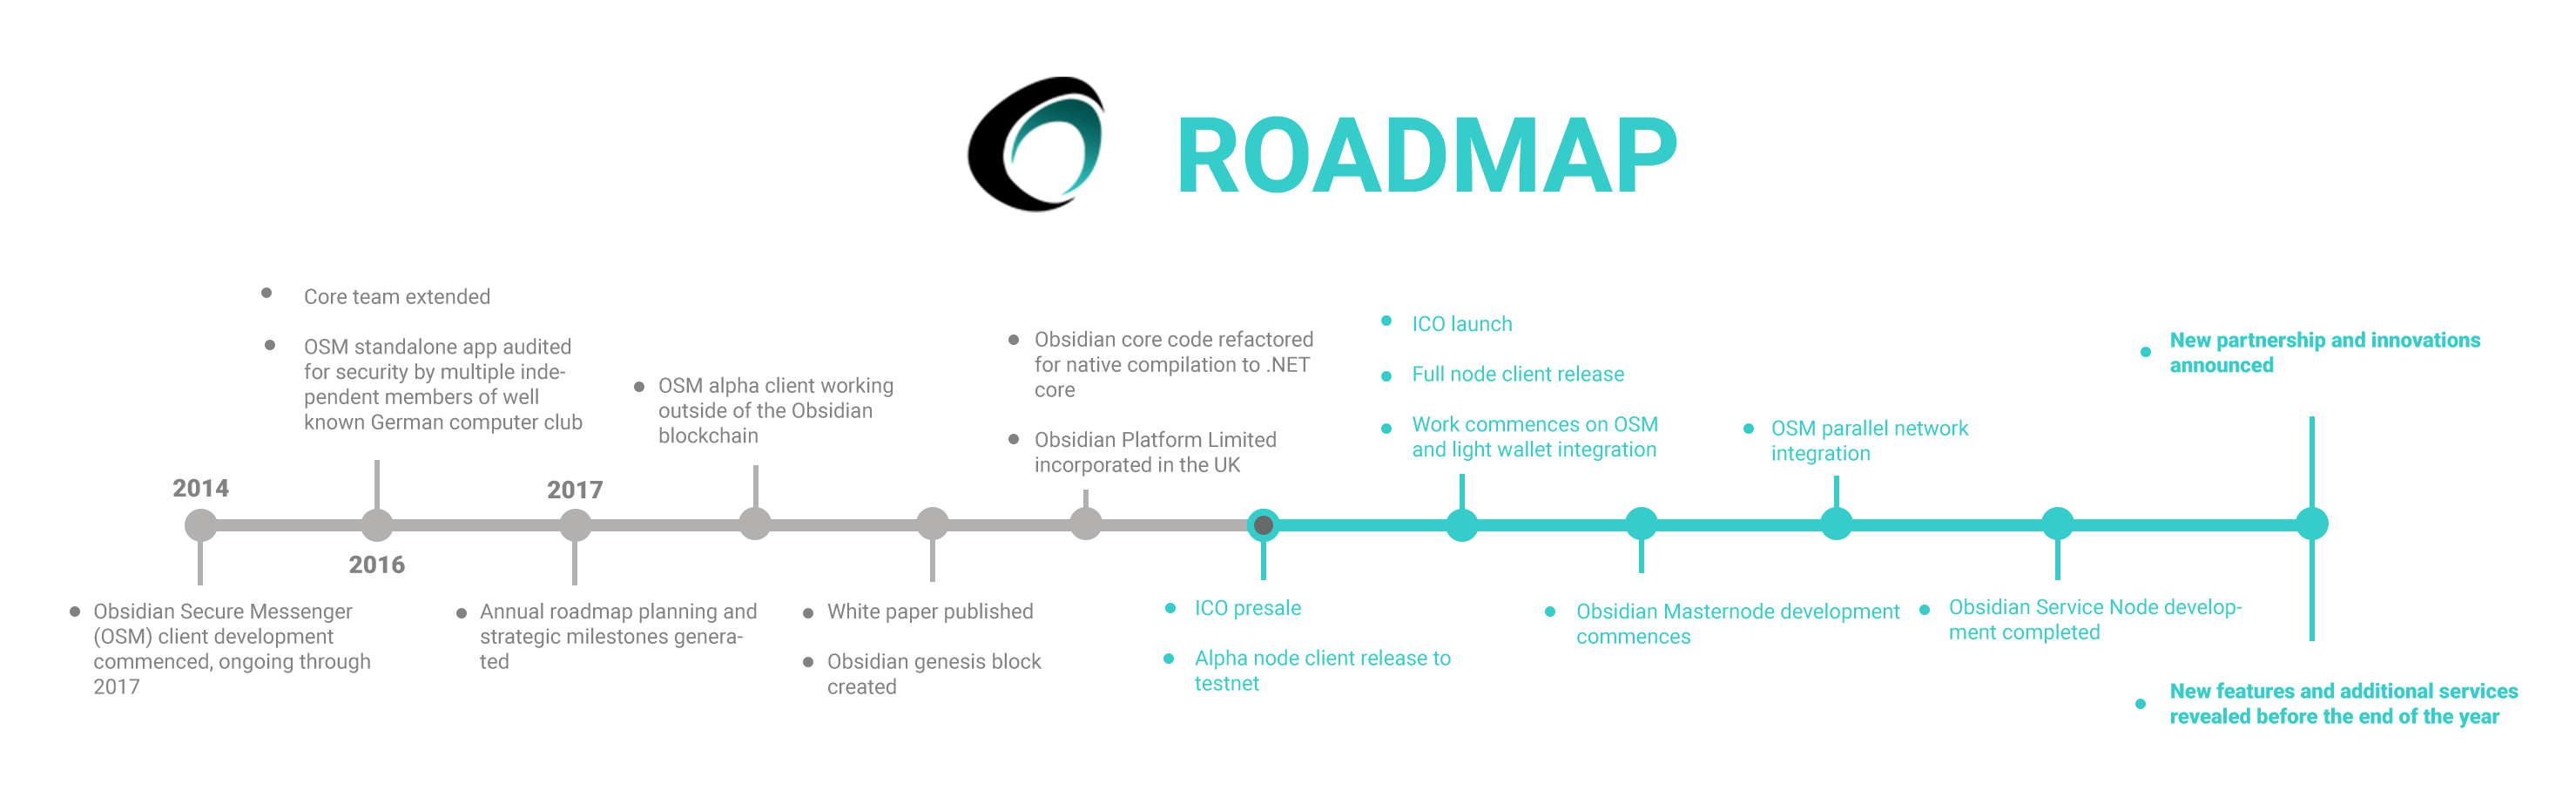 ROADMAP
Core team extended
OSM standalone app audited
for security by multiple inde-
pendent members of well
known German computer club
OSM alpha client working
outside of the Obsidian
blockchain
Obsidian core code refactored
for native compilation to .NET
core
Obsidian Platform Limited
incorporated in the UK
ICO launch
Full node client release
Work commences on OSM
and light wallet integration
OSM parallel network
integration
New partnership and innovations
announced
2014
2016
2017
Obsidian Secure Messenger
(OSM) client development
commenced, ongoing through
2017
Annual roadmap planning and
strategic milestones genera-
ted
White paper published
Obsidian genesis block
created
ICO presale
Alpha node client release to
testnet
Obsidian Masternode development
commences
Obsidian Service Node develop-
ment completed
New features and additional services
revealed before the end of the year